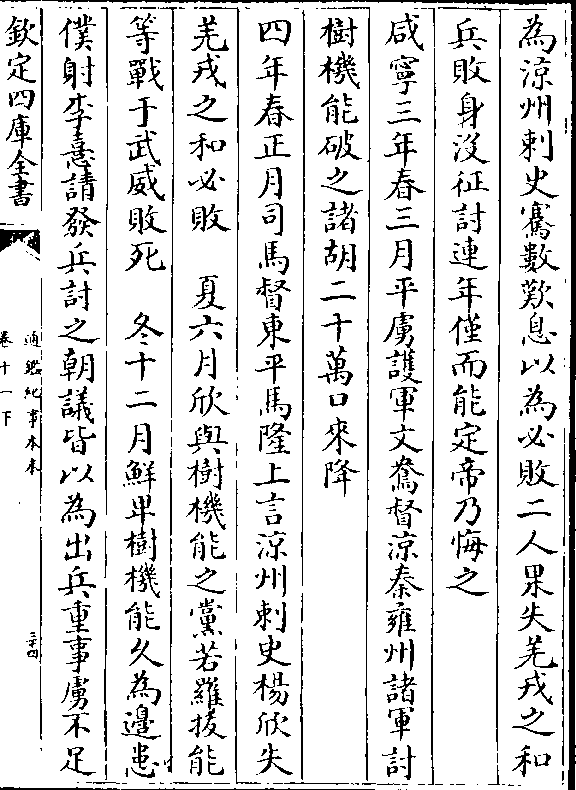 為涼州刺史騫數歎息以為必敗二人果失羌戎之和
兵敗身沒征討連年僅而能定帝乃悔之
咸寧三年春三月平虜護軍文鴦督涼秦雍州諸軍討
樹機能破之諸胡二十萬口來降
四年春正月司馬督東平馬隆上言涼州刺史楊欣失
羌戎之和必敗　夏六月欣與樹機能之黨若羅拔能
等戰于武威敗死　冬十二月鮮卑樹機能久為邊患
僕射李憙請發兵討之朝議皆以為出兵重事虜不足
欽定四庫全書
通鑑紀事本末
卷十一下
三十四